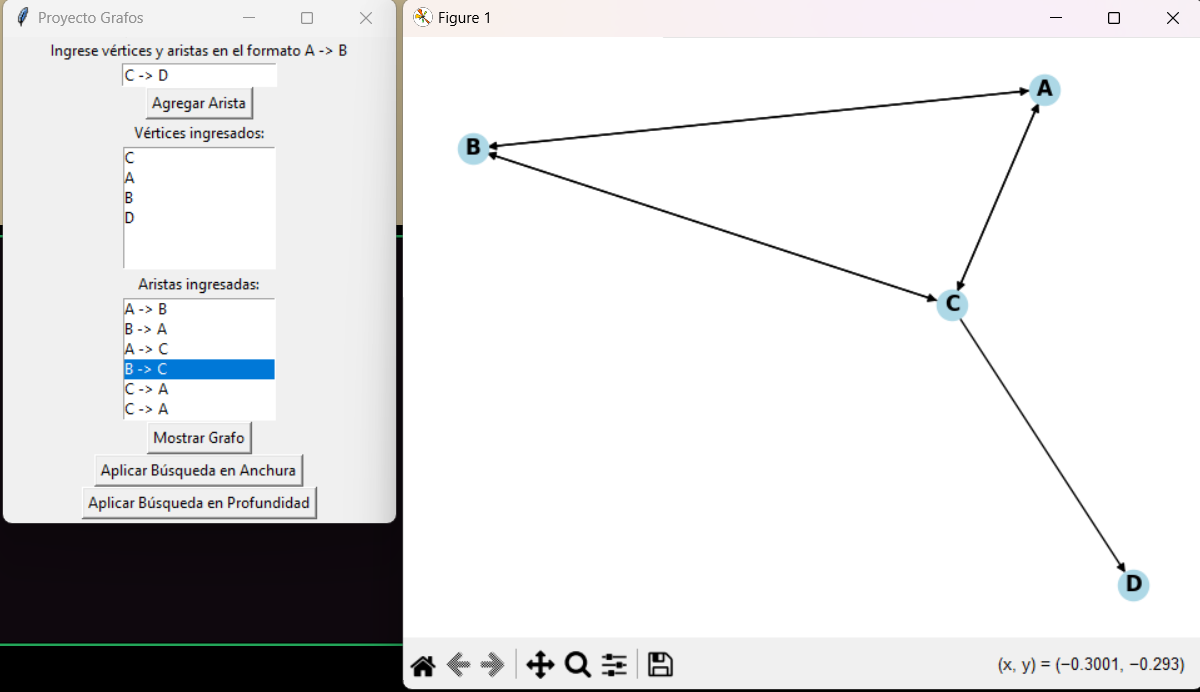 Proyecto Grafos
Ingrese vértices y aristas en el formato A -> B
C -> D
Agregar Arista
Vértices ingresados:
C
A
B
D
Aristas ingresadas:
A -> B
B -> A
A -> C
B -> C
C -> A
C -> A
Mostrar Grafo
Aplicar Búsqueda en Anchura
Aplicar Búsqueda en Profundidad
Figure 1
A
B
C
D
(x, y) = (−0.3001, −0.293)